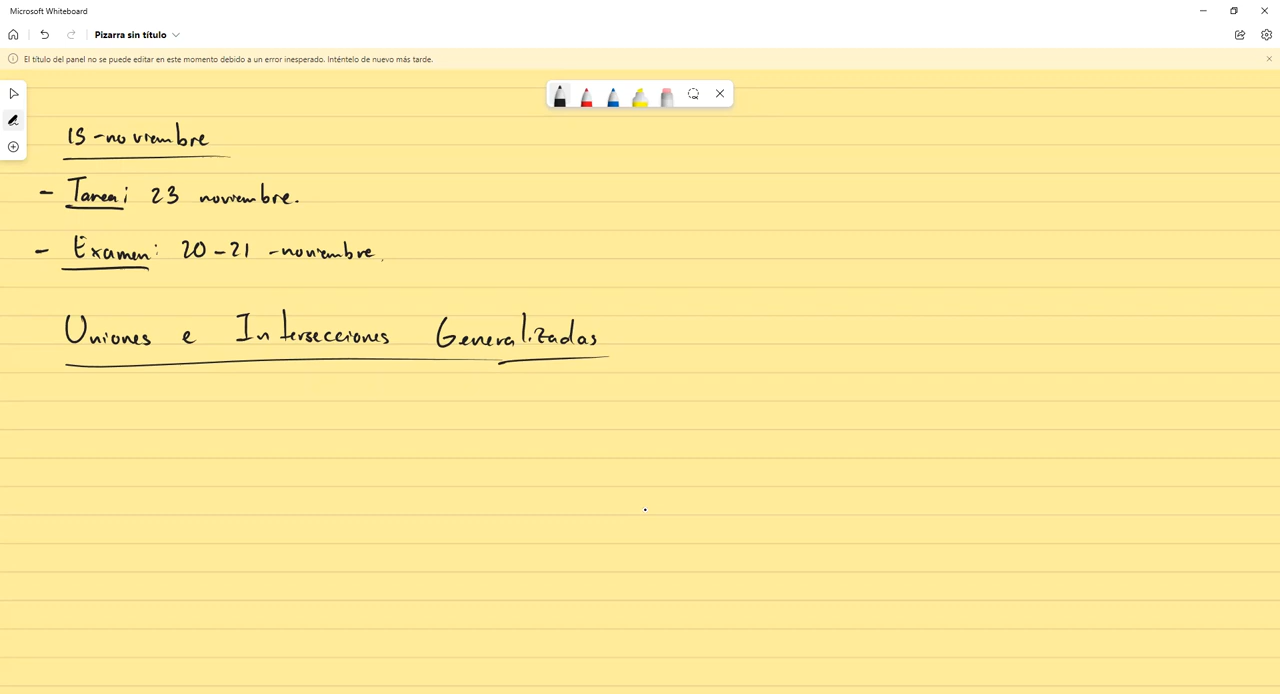 Microsoft Whiteboard
Pizarra sin título
El título del panel no se puede editar en este momento debido a un error inesperado. Inténtelo de nuevo más tarde.
15 - noviembre
- Tarea: 23 noviembre.
- Examen: 20 - 21 - noviembre.
Uniones e Intersecciones Generalizadas